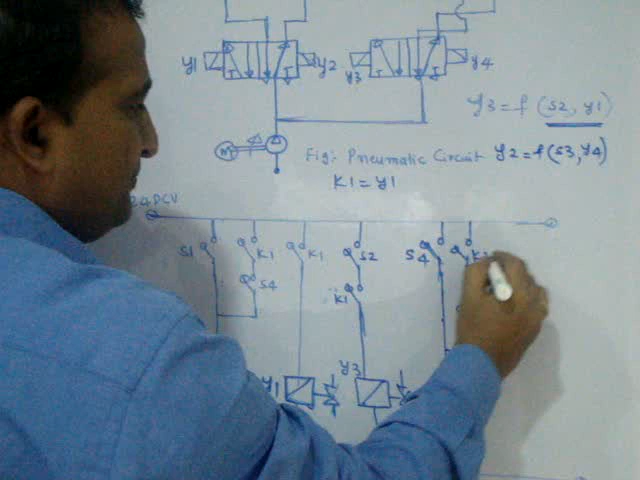 y1 y2 y3 y4
y3 = f (s2, y1)
M
Fig:- Pneumatic Circuit y2 = f(s3, y4)
K1 = y1
DCV
S1 K1 K1 S2 S4
S4 K1
y1 y3